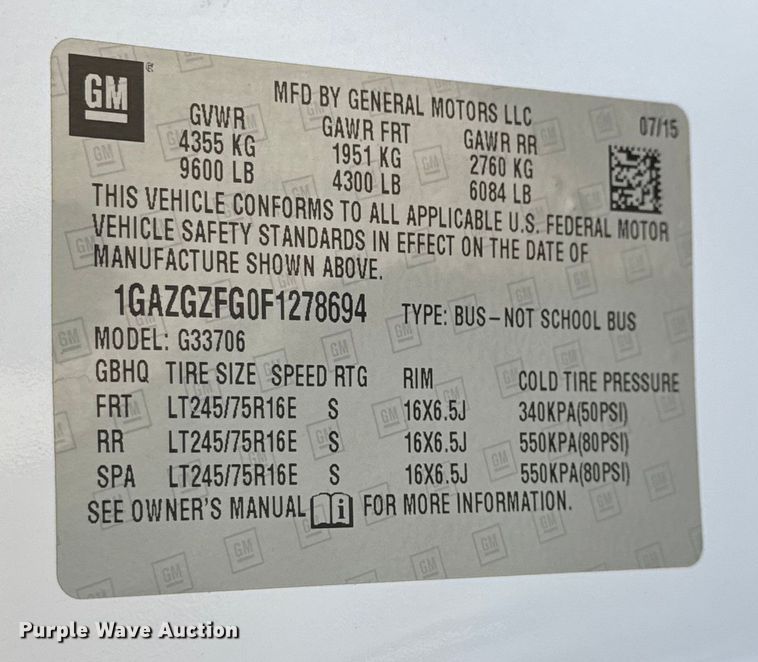 GM
MFD BY GENERAL MOTORS LLC
07/15
GVWR GAWR FRT GAWR RR
4355 KG 1951 KG 2760 KG
9600 LB 4300 LB 6084 LB
THIS VEHICLE CONFORMS TO ALL APPLICABLE U.S. FEDERAL MOTOR
VEHICLE SAFETY STANDARDS IN EFFECT ON THE DATE OF
MANUFACTURE SHOWN ABOVE.
1GAZGZFG0F1278694 TYPE: BUS-NOT SCHOOL BUS
MODEL: G33706
GBHQ TIRE SIZE SPEED RTG RIM COLD TIRE PRESSURE
FRT LT245/75R16E S 16X6.5J 340KPA(50PSI)
RR LT245/75R16E S 16X6.5J 550KPA(80PSI)
SPA LT245/75R16E S 16X6.5J 550KPA(80PSI)
SEE OWNER'S MANUAL i FOR MORE INFORMATION.
Purple Wave Auction